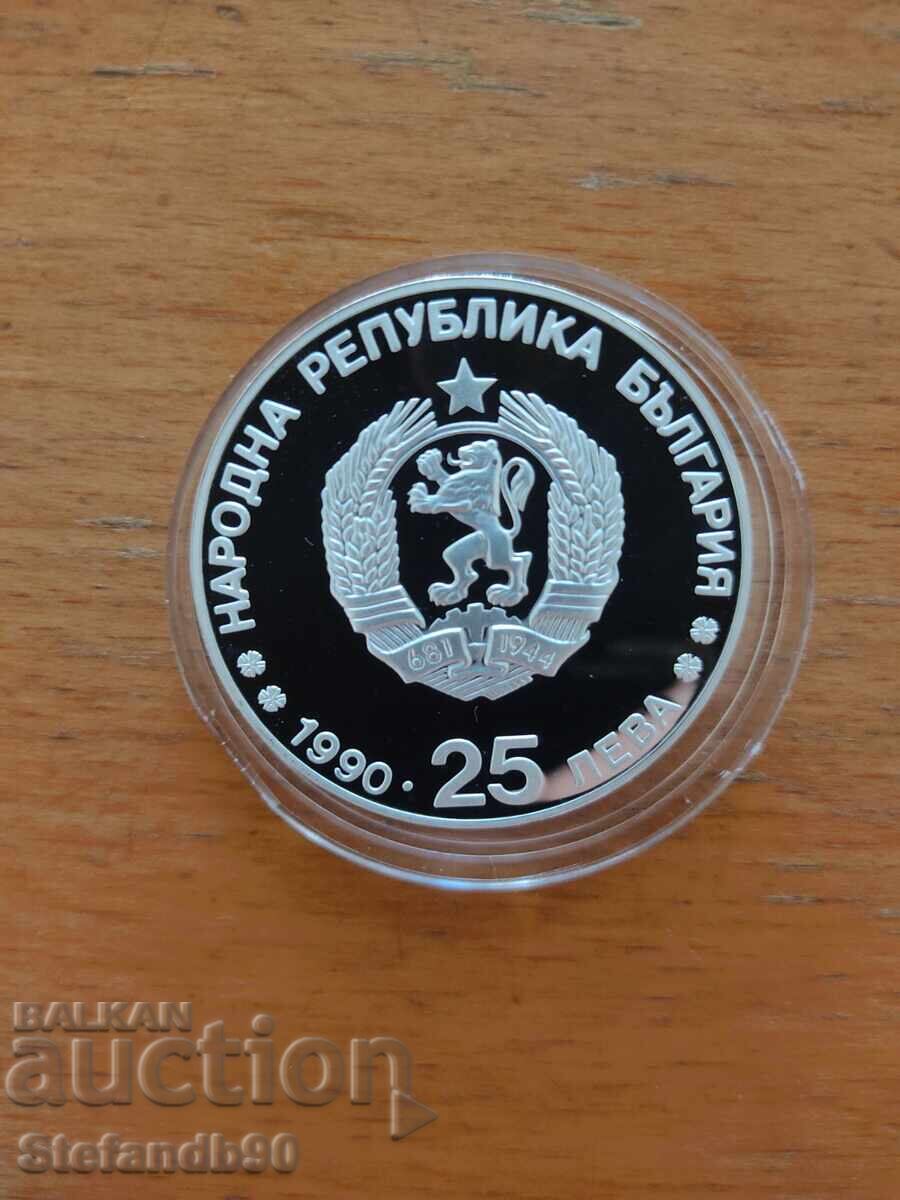 НАРОДНА РЕПУБЛИКА БЪЛГАРИЯ
681 1944
1990 · 25 ЛЕВА
BALKAN
auction
Stefandb90